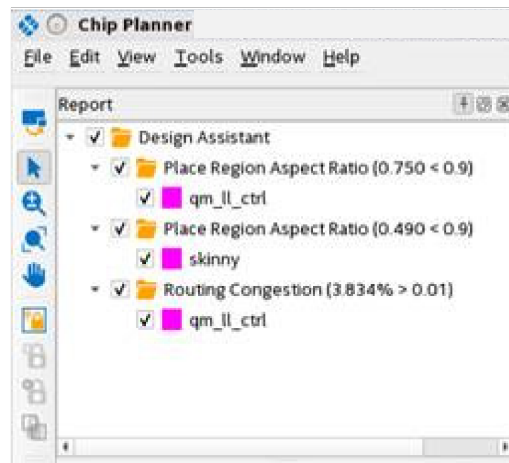 Chip Planner
File Edit View Tools Window Help
Report
Design Assistant
Place Region Aspect Ratio (0.750 < 0.9)
qm_ll_ctrl
Place Region Aspect Ratio (0.490 < 0.9)
skinny
Routing Congestion (3.834% > 0.01)
qm_ll_ctrl